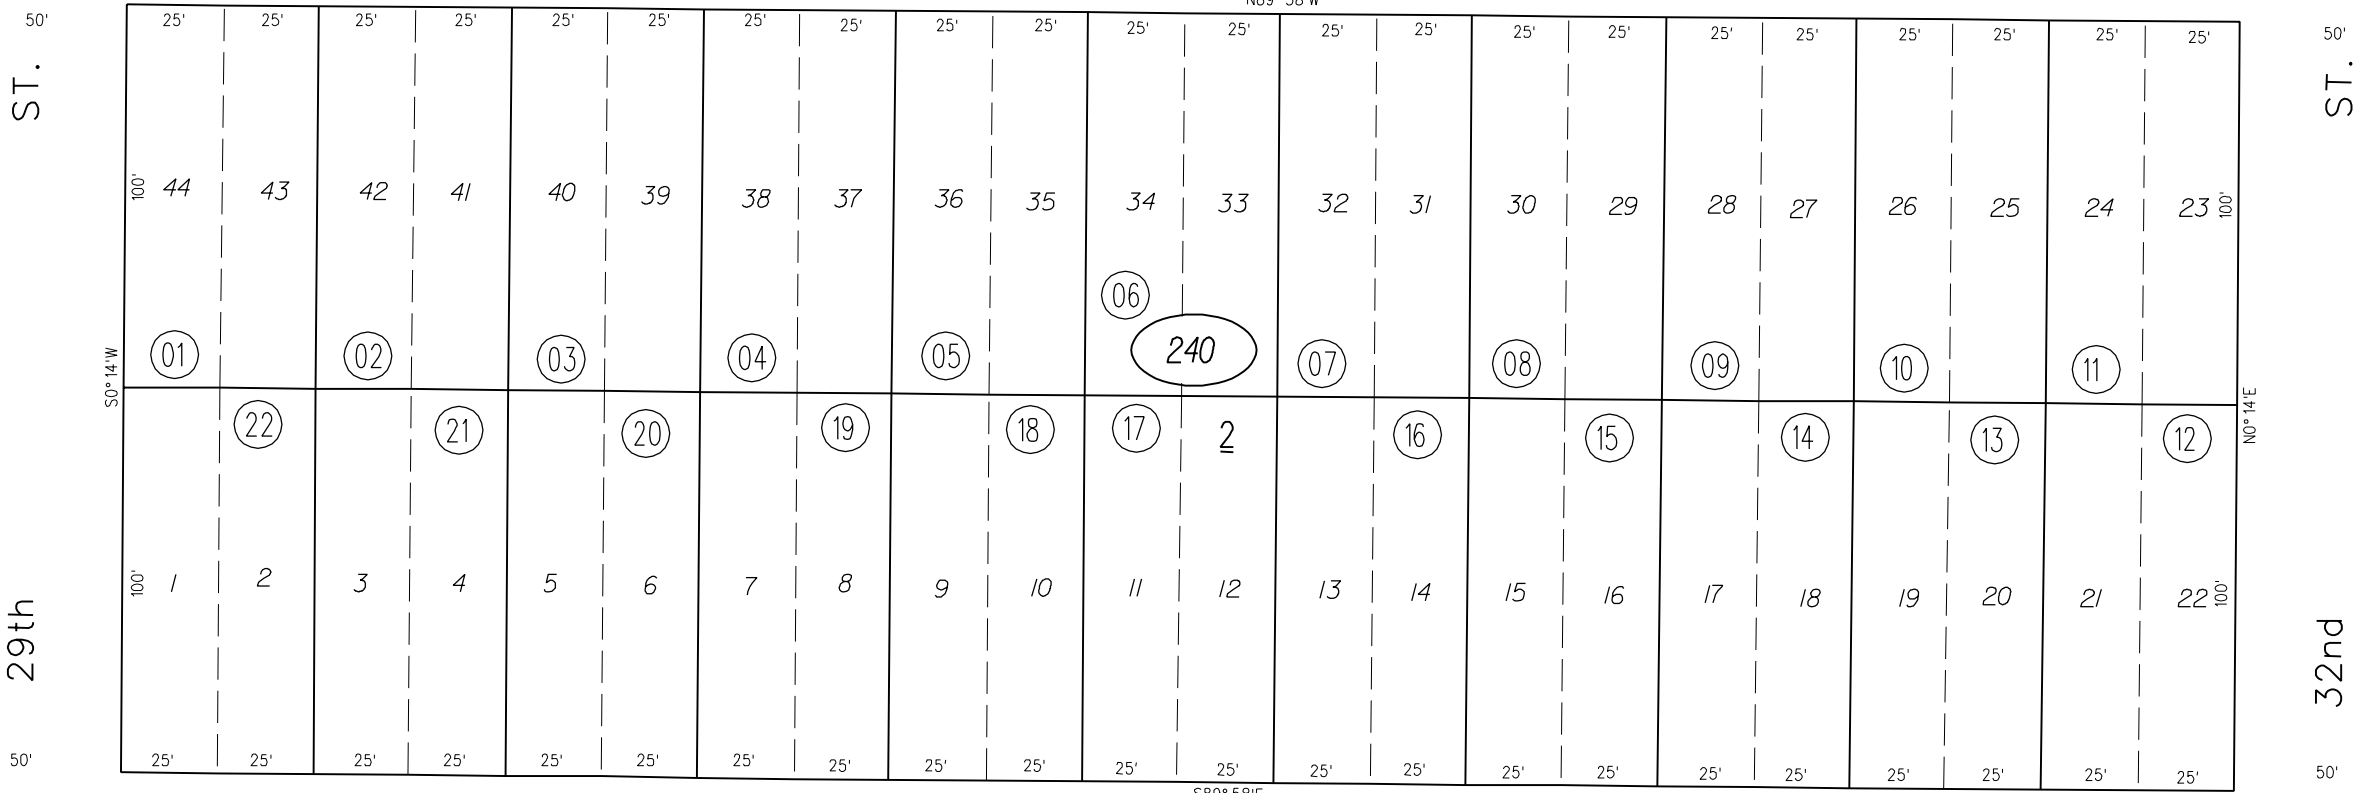 N89°58'W
50' 25' 25' 25' 25' 25' 25' 25' 25' 25' 25' 25' 25' 25' 25' 25' 25' 25' 25' 25' 25' 25' 25' 50'
ST. ST.
100' 44 43 42 41 40 39 38 37 36 35 34 33 32 31 30 29 28 27 26 25 24 23 100'
06
01 02 03 04 05 240 07 08 09 10 11
S0°14'W N0°14'E
22 21 20 19 18 17 2 16 15 14 13 12
100' 1 2 3 4 5 6 7 8 9 10 11 12 13 14 15 16 17 18 19 20 21 22 100'
29th 32nd
50' 25' 25' 25' 25' 25' 25' 25' 25' 25' 25' 25' 25' 25' 25' 25' 25' 25' 25' 25' 25' 25' 25' 50'
S89°58'E